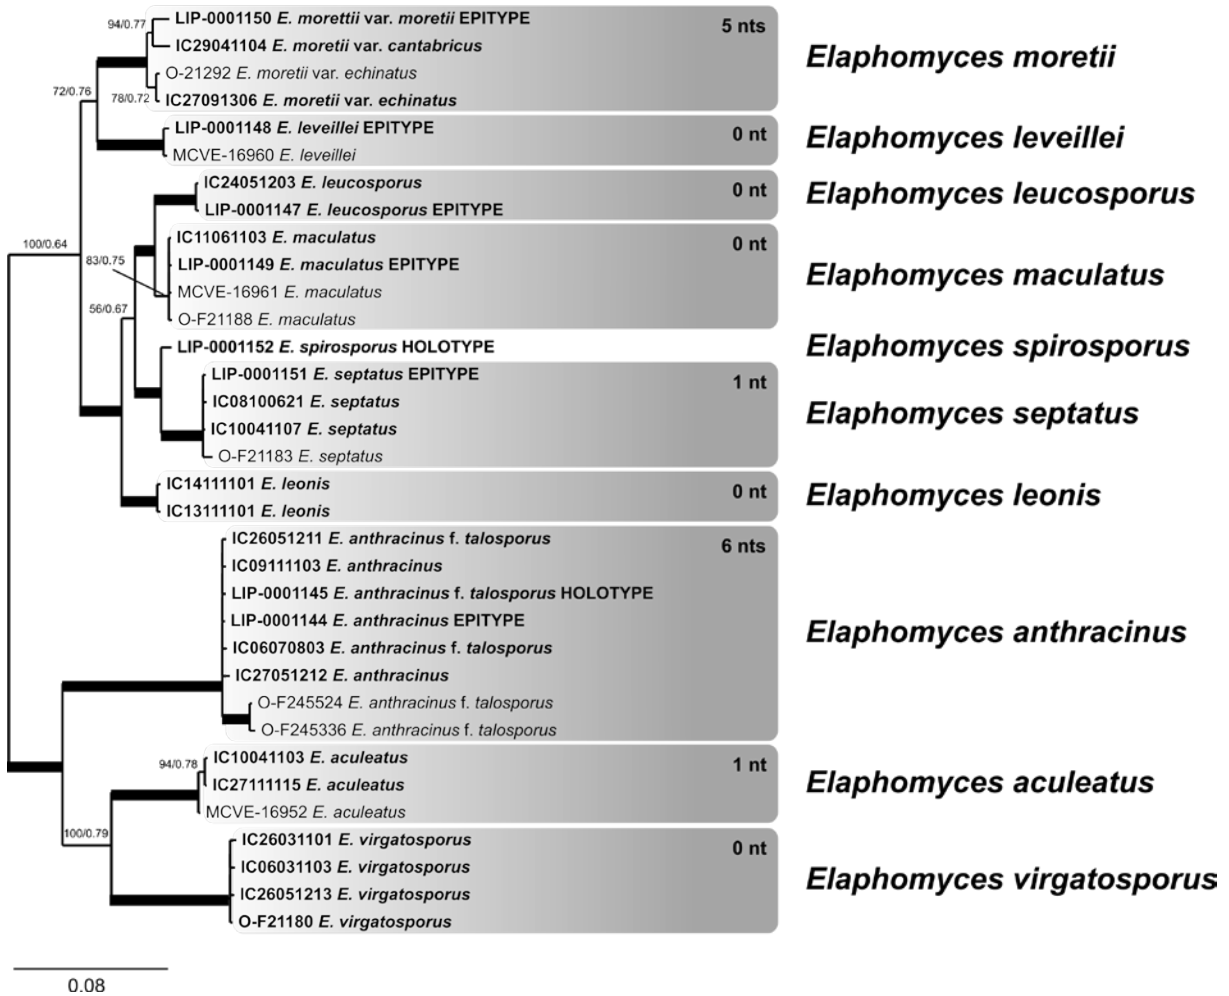 94/0.77
LIP-0001150 E. morettii var. moretii EPITYPE
5 nts
IC29041104 E. moretii var. cantabricus
Elaphomyces moretii
O-21292 E. moretii var. echinatus
72/0.76
78/0.72
IC27091306 E. moretii var. echinatus
LIP-0001148 E. leveillei EPITYPE
0 nt
Elaphomyces leveillei
MCVE-16960 E. leveillei
IC24051203 E. leucosporus
0 nt
Elaphomyces leucosporus
LIP-0001147 E. leucosporus EPITYPE
IC11061103 E. maculatus
0 nt
100/0.64
83/0.75
LIP-0001149 E. maculatus EPITYPE
Elaphomyces maculatus
MCVE-16961 E. maculatus
56/0.67
O-F21188 E. maculatus
LIP-0001152 E. spirosporus HOLOTYPE
Elaphomyces spirosporus
LIP-0001151 E. septatus EPITYPE
1 nt
IC08100621 E. septatus
Elaphomyces septatus
IC10041107 E. septatus
O-F21183 E. septatus
IC14111101 E. leonis
0 nt
Elaphomyces leonis
IC13111101 E. leonis
IC26051211 E. anthracinus f. talosporus
6 nts
IC09111103 E. anthracinus
LIP-0001145 E. anthracinus f. talosporus HOLOTYPE
LIP-0001144 E. anthracinus EPITYPE
Elaphomyces anthracinus
IC06070803 E. anthracinus f. talosporus
IC27051212 E. anthracinus
O-F245524 E. anthracinus f. talosporus
O-F245336 E. anthracinus f. talosporus
94/0.78
IC10041103 E. aculeatus
1 nt
IC27111115 E. aculeatus
Elaphomyces aculeatus
MCVE-16952 E. aculeatus
100/0.79
IC26031101 E. virgatosporus
0 nt
IC06031103 E. virgatosporus
Elaphomyces virgatosporus
IC26051213 E. virgatosporus
O-F21180 E. virgatosporus
0.08